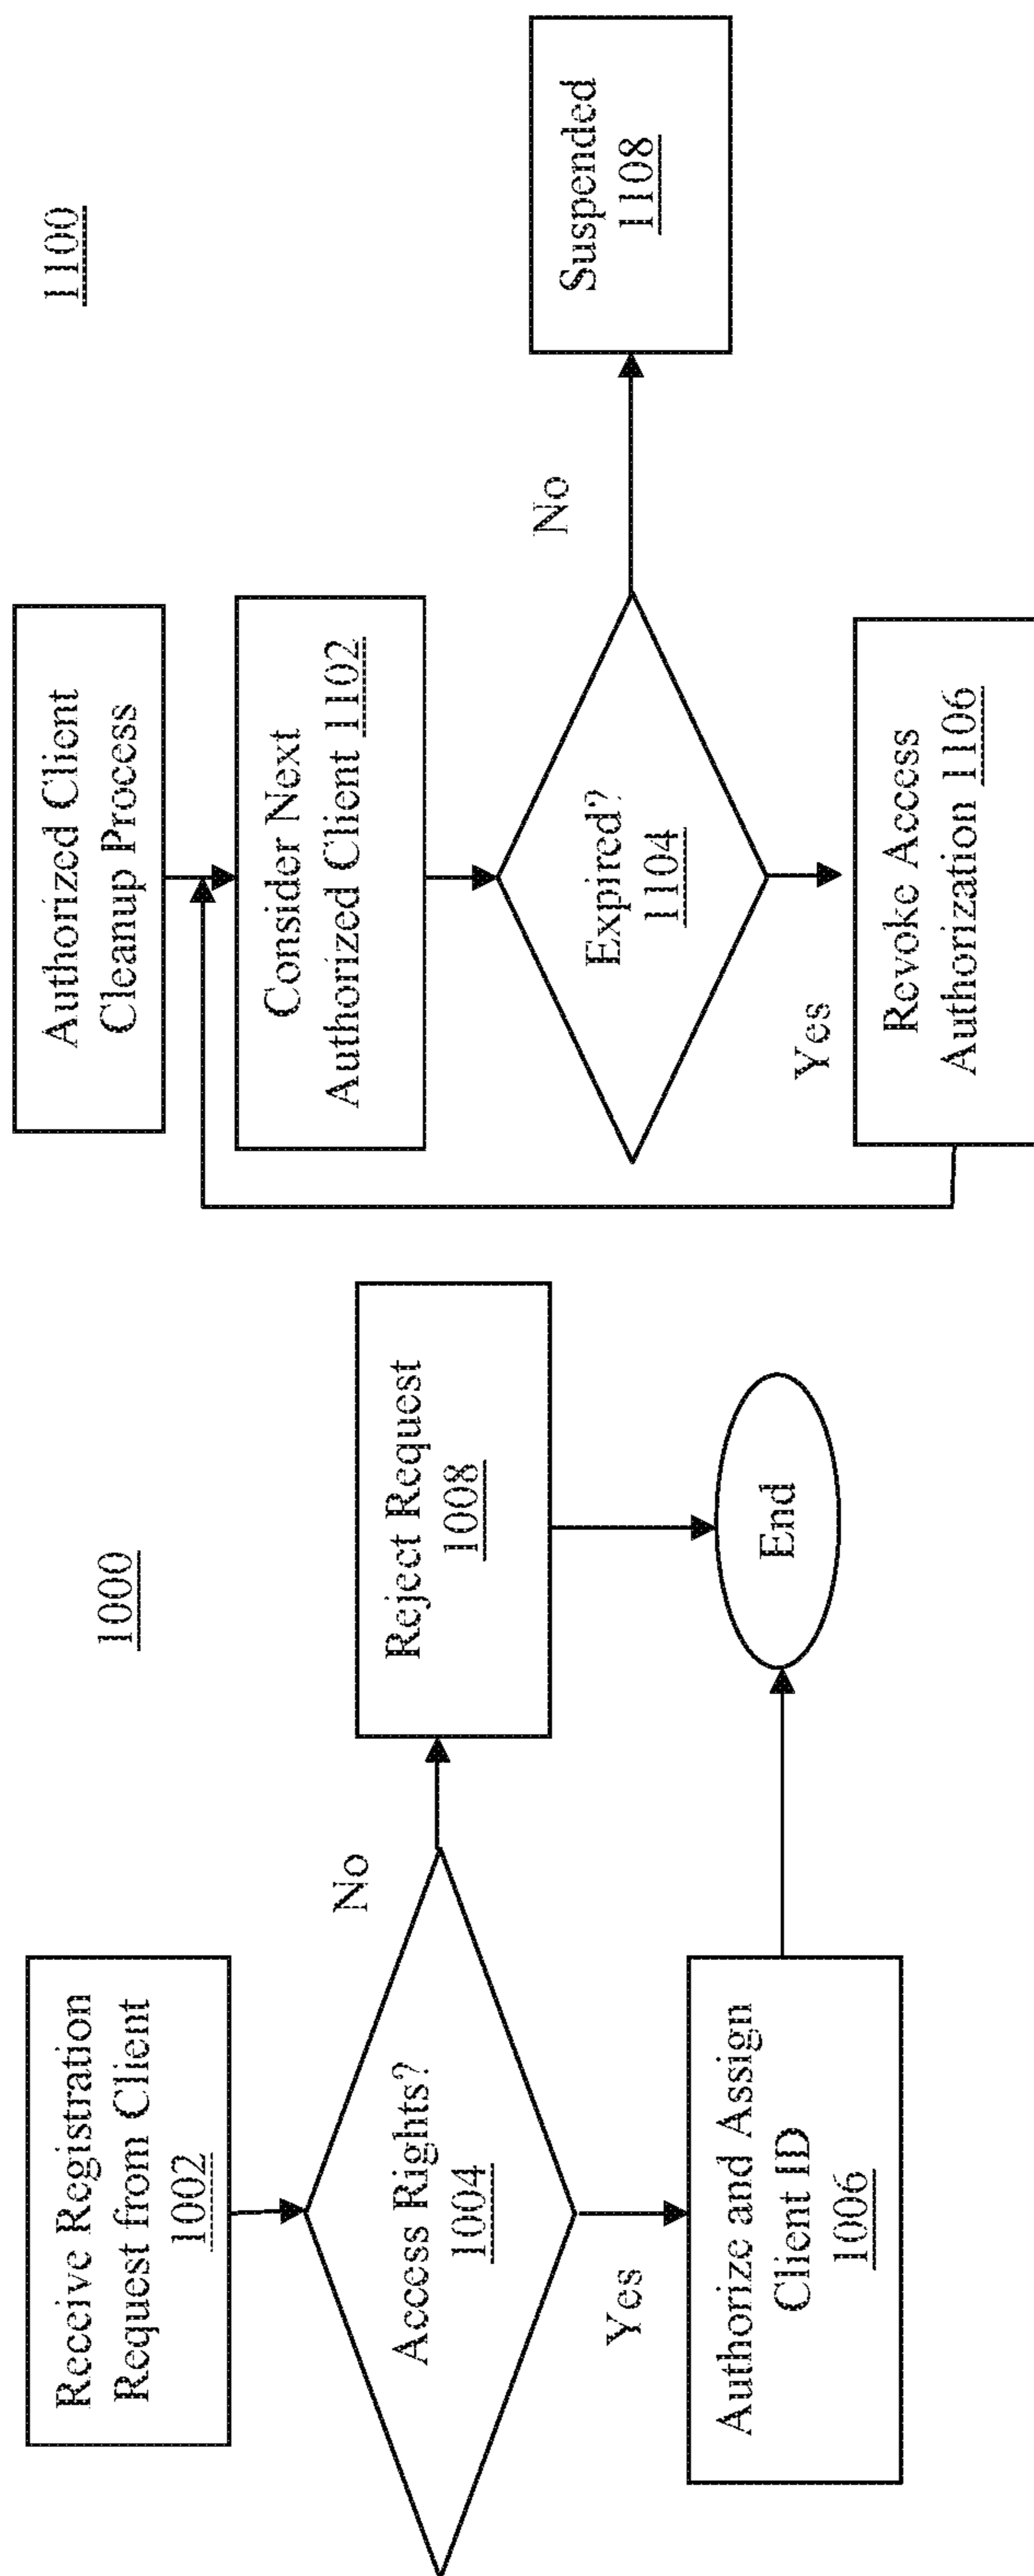 1000
Receive Registration
Request from Client
1002
Access Rights?
1004
No
Reject Request
1008
Yes
Authorize and Assign
Client ID
1006
End
1100
Authorized Client
Cleanup Process
Consider Next
Authorized Client 1102
Expired?
1104
No
Suspended
1108
Yes
Revoke Access
Authorization 1106